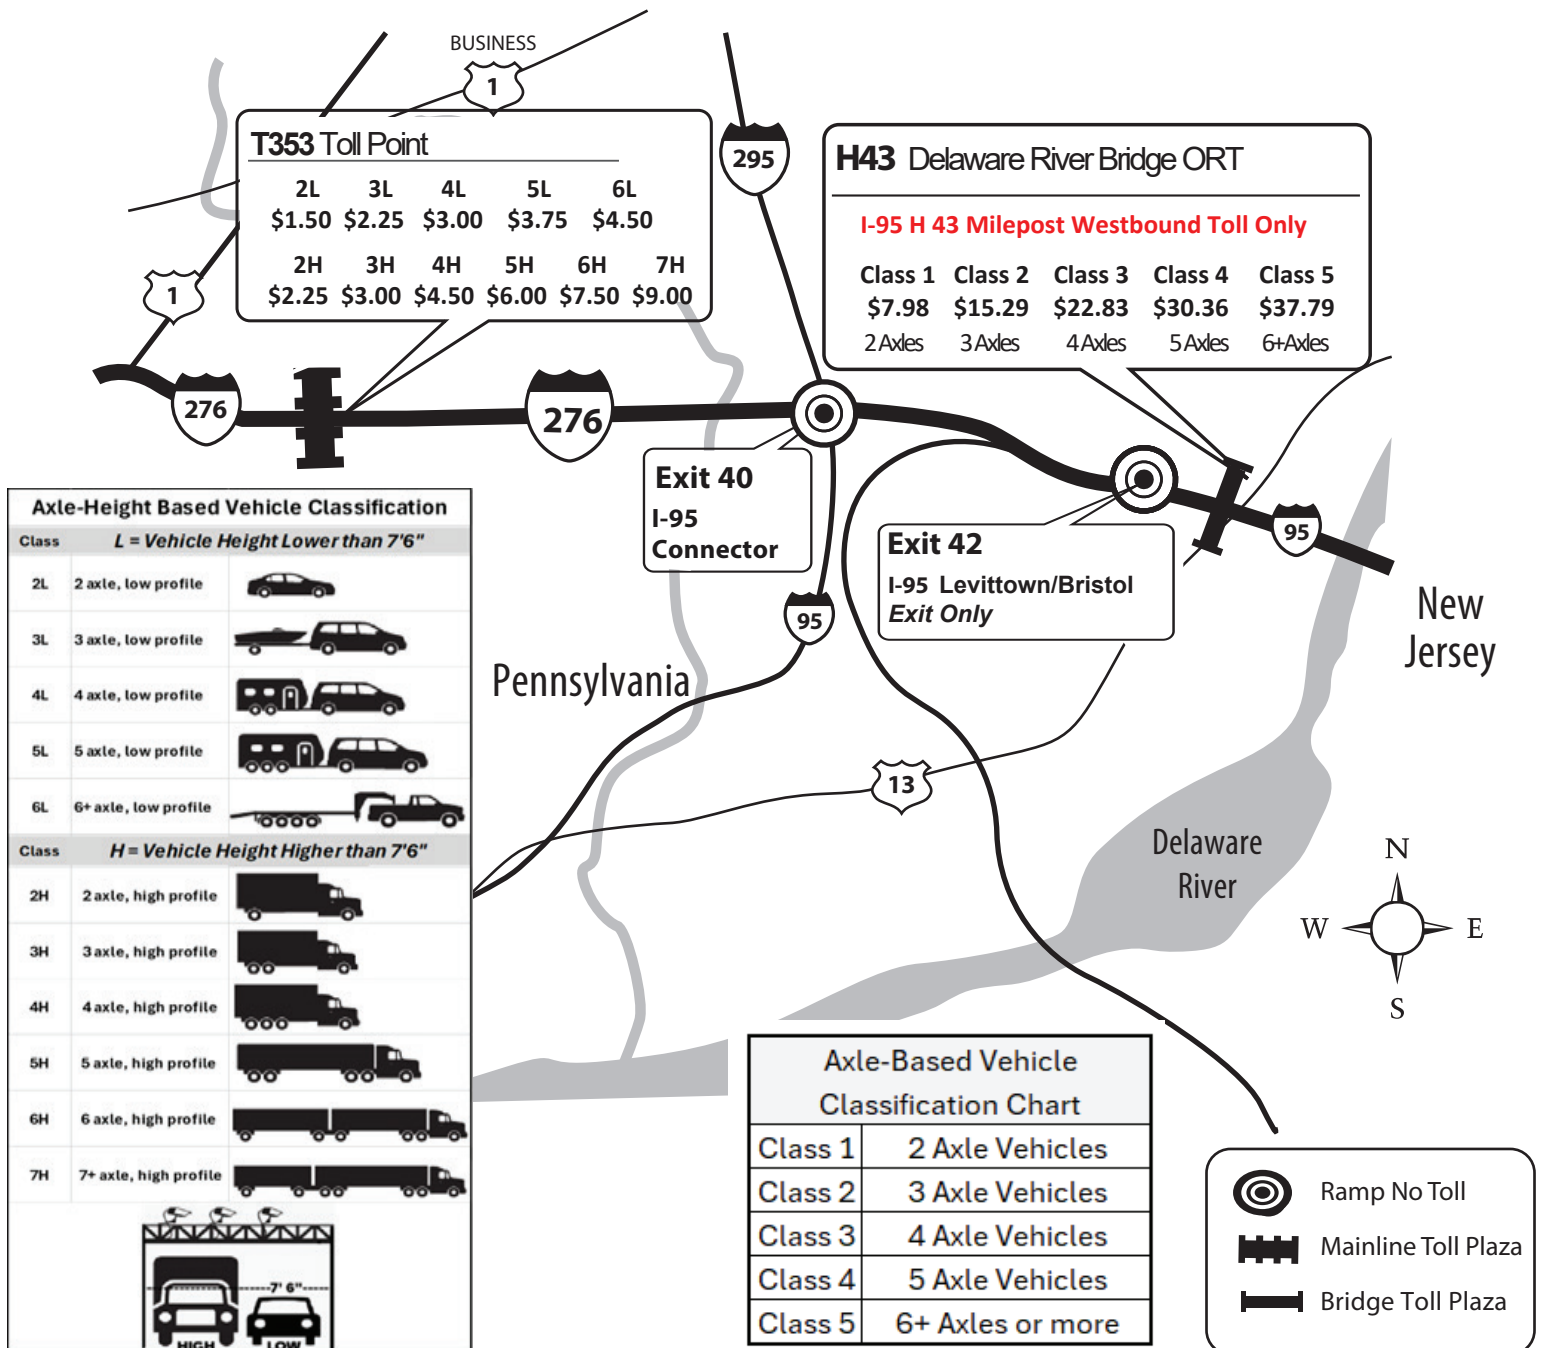 BUSINESS
1
T353 Toll Point
2L 3L 4L 5L 6L
$1.50 $2.25 $3.00 $3.75 $4.50
2H 3H 4H 5H 6H 7H
$2.25 $3.00 $4.50 $6.00 $7.50 $9.00
295
H43 Delaware River Bridge ORT
I-95 H 43 Milepost Westbound Toll Only
Class 1 Class 2 Class 3 Class 4 Class 5
$7.98 $15.29 $22.83 $30.36 $37.79
2 Axles 3 Axles 4 Axles 5 Axles 6+Axles
1
276
276
Exit 40
I-95
Connector
Exit 42
I-95 Levittown/Bristol
Exit Only
95
95
New
Jersey
Pennsylvania
13
Delaware
River
N
W E
S
Axle-Height Based Vehicle Classification
Class L = Vehicle Height Lower than 7'6"
2L 2 axle, low profile
3L 3 axle, low profile
4L 4 axle, low profile
5L 5 axle, low profile
6L 6+ axle, low profile
Class H = Vehicle Height Higher than 7'6"
2H 2 axle, high profile
3H 3 axle, high profile
4H 4 axle, high profile
5H 5 axle, high profile
6H 6 axle, high profile
7H 7+ axle, high profile
7' 6"
HIGH LOW
Axle-Based Vehicle
Classification Chart
Class 1 2 Axle Vehicles
Class 2 3 Axle Vehicles
Class 3 4 Axle Vehicles
Class 4 5 Axle Vehicles
Class 5 6+ Axles or more
Ramp No Toll
Mainline Toll Plaza
Bridge Toll Plaza